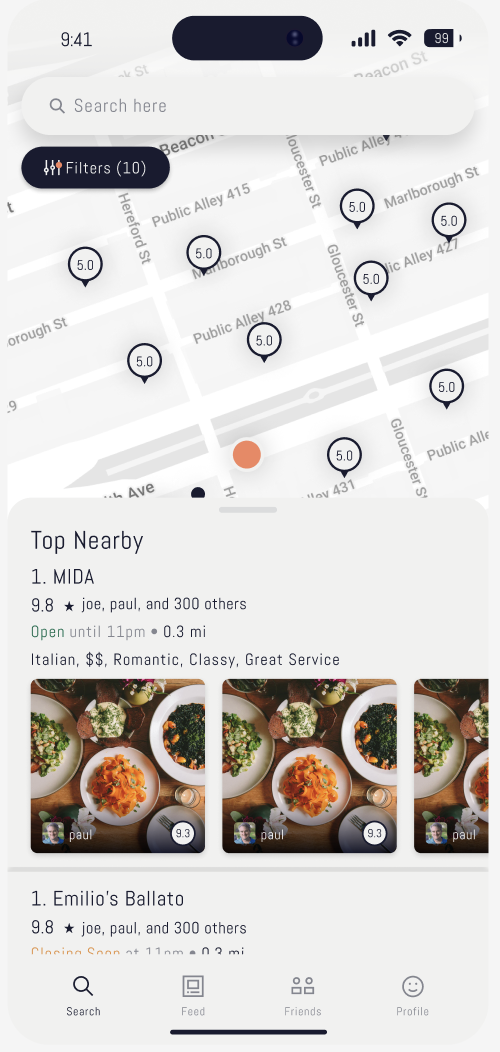 9:41
99
Beacon St
Search here
Beacon
Public Alley 4
Filters (10)
Hereford St
Public Alley 415
Gloucester St
Marlborough St
5.0
5.0
5.0
5.0
Marlborough St
Gloucester St
Public Alley 427
5.0
orough St
Public Alley 428
5.0
5.0
5.0
.9
Gloucester St
Public Alle
5.0
th Ave
lley 431
Top Nearby
1. MIDA
9.8 ★ joe, paul, and 300 others
Open until 11pm • 0.3 mi
Italian, $$, Romantic, Classy, Great Service
paul 9.3
paul 9.3
paul
1. Emilio's Ballato
9.8 ★ joe, paul, and 300 others
Closing Soon at 11pm • 0.3 mi
Search
Feed
Friends
Profile